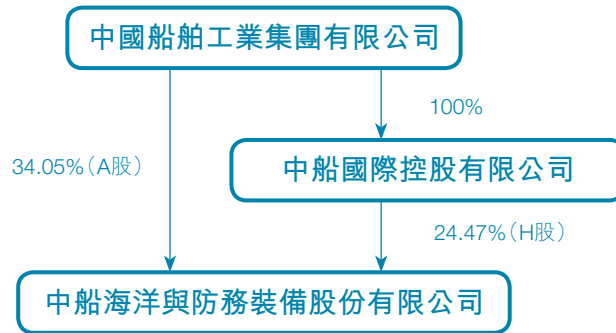 中國船舶工業集團有限公司
100%
34.05%（A股）
中船國際控股有限公司
24.47%（H股）
中船海洋與防務裝備股份有限公司